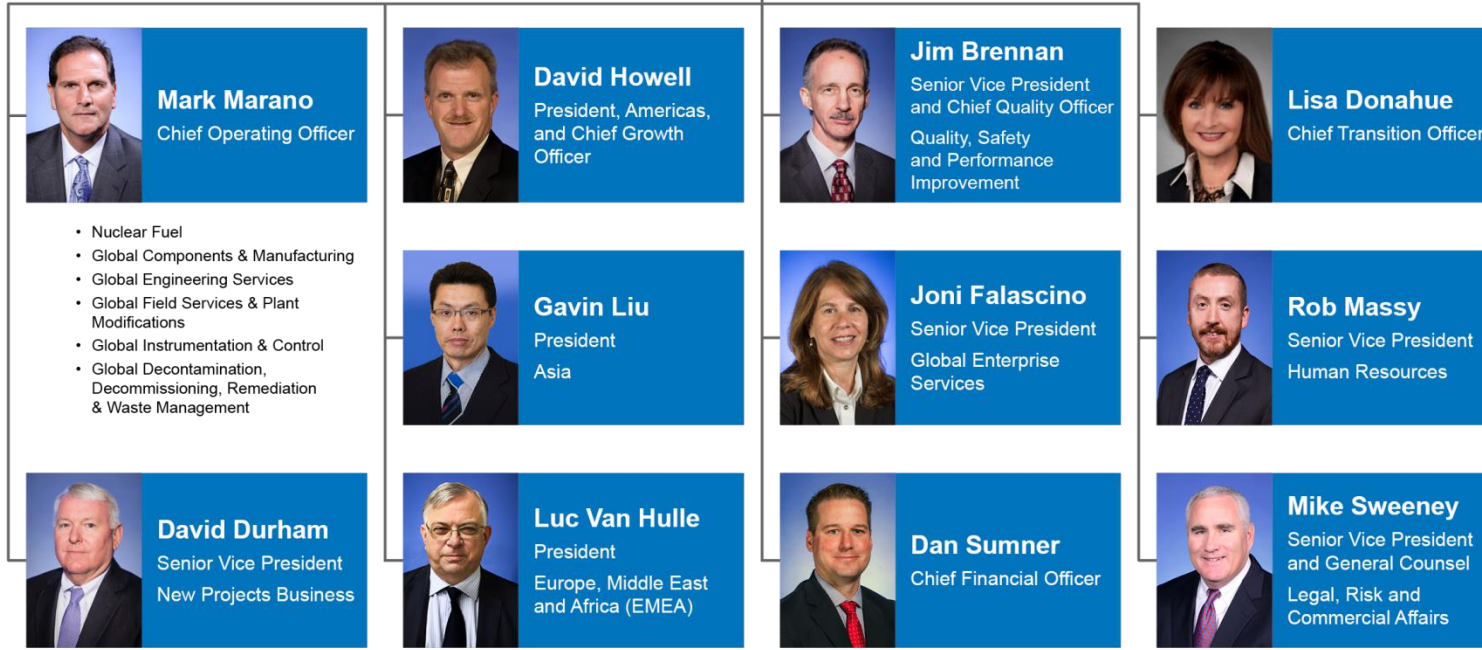 Mark Marano
Chief Operating Officer
• Nuclear Fuel
• Global Components & Manufacturing
• Global Engineering Services
• Global Field Services & Plant
Modifications
• Global Instrumentation & Control
• Global Decontamination,
Decommissioning, Remediation
& Waste Management
David Durham
Senior Vice President
New Projects Business
David Howell
President, Americas,
and Chief Growth
Officer
Gavin Liu
President
Asia
Luc Van Hulle
President
Europe, Middle East
and Africa (EMEA)
Jim Brennan
Senior Vice President
and Chief Quality Officer
Quality, Safety
and Performance
Improvement
Joni Falascino
Senior Vice President
Global Enterprise
Services
Dan Sumner
Chief Financial Officer
Lisa Donahue
Chief Transition Officer
Rob Massy
Senior Vice President
Human Resources
Mike Sweeney
Senior Vice President
and General Counsel
Legal, Risk and
Commercial Affairs